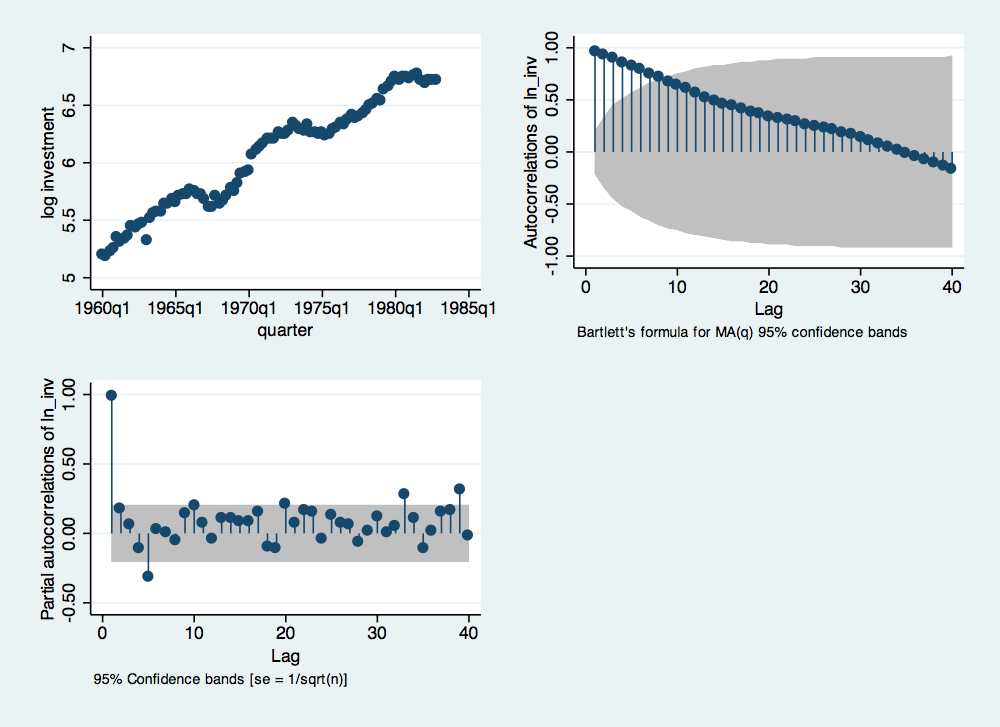 log investment
7
6.5
6
5.5
5
1960q1 1965q1 1970q1 1975q1 1980q1 1985q1
quarter
Autocorrelations of ln_inv
1.00
0.50
0.00
-0.50
-1.00
0 10 20 30 40
Lag
Bartlett's formula for MA(q) 95% confidence bands
Partial autocorrelations of ln_inv
1.00
0.50
0.00
-0.50
0 10 20 30 40
Lag
95% Confidence bands [se = 1/sqrt(n)]